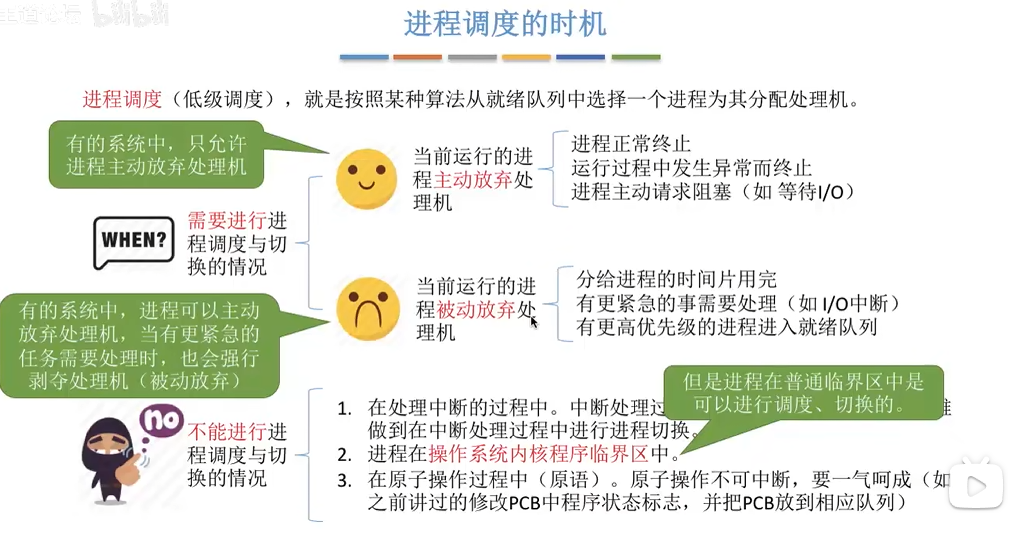 bilibili
进程调度的时机
进程调度（低级调度），就是按照某种算法从就绪队列中选择一个进程为其分配处理机。
有的系统中，只允许
进程主动放弃处理机
当前运行的进
程主动放弃处
理机
进程正常终止
运行过程中发生异常而终止
进程主动请求阻塞（如 等待I/O）
WHEN?
需要进行进
程调度与切
换的情况
有的系统中，进程可以主动
放弃处理机，当有更紧急的
任务需要处理时，也会强行
剥夺处理机（被动放弃）
当前运行的进
程被动放弃处
理机
分给进程的时间片用完
有更紧急的事需要处理（如 I/O中断）
有更高优先级的进程进入就绪队列
但是进程在普通临界区中是
可以进行调度、切换的。
no
不能进行进
程调度与切
换的情况
1. 在处理中断的过程中。中断处理过
做到在中断处理过程中进行进程切换。
2. 进程在操作系统内核程序临界区中。
3. 在原子操作过程中（原语）。原子操作不可中断，要一气呵成（如
之前讲过的修改PCB中程序状态标志，并把PCB放到相应队列）